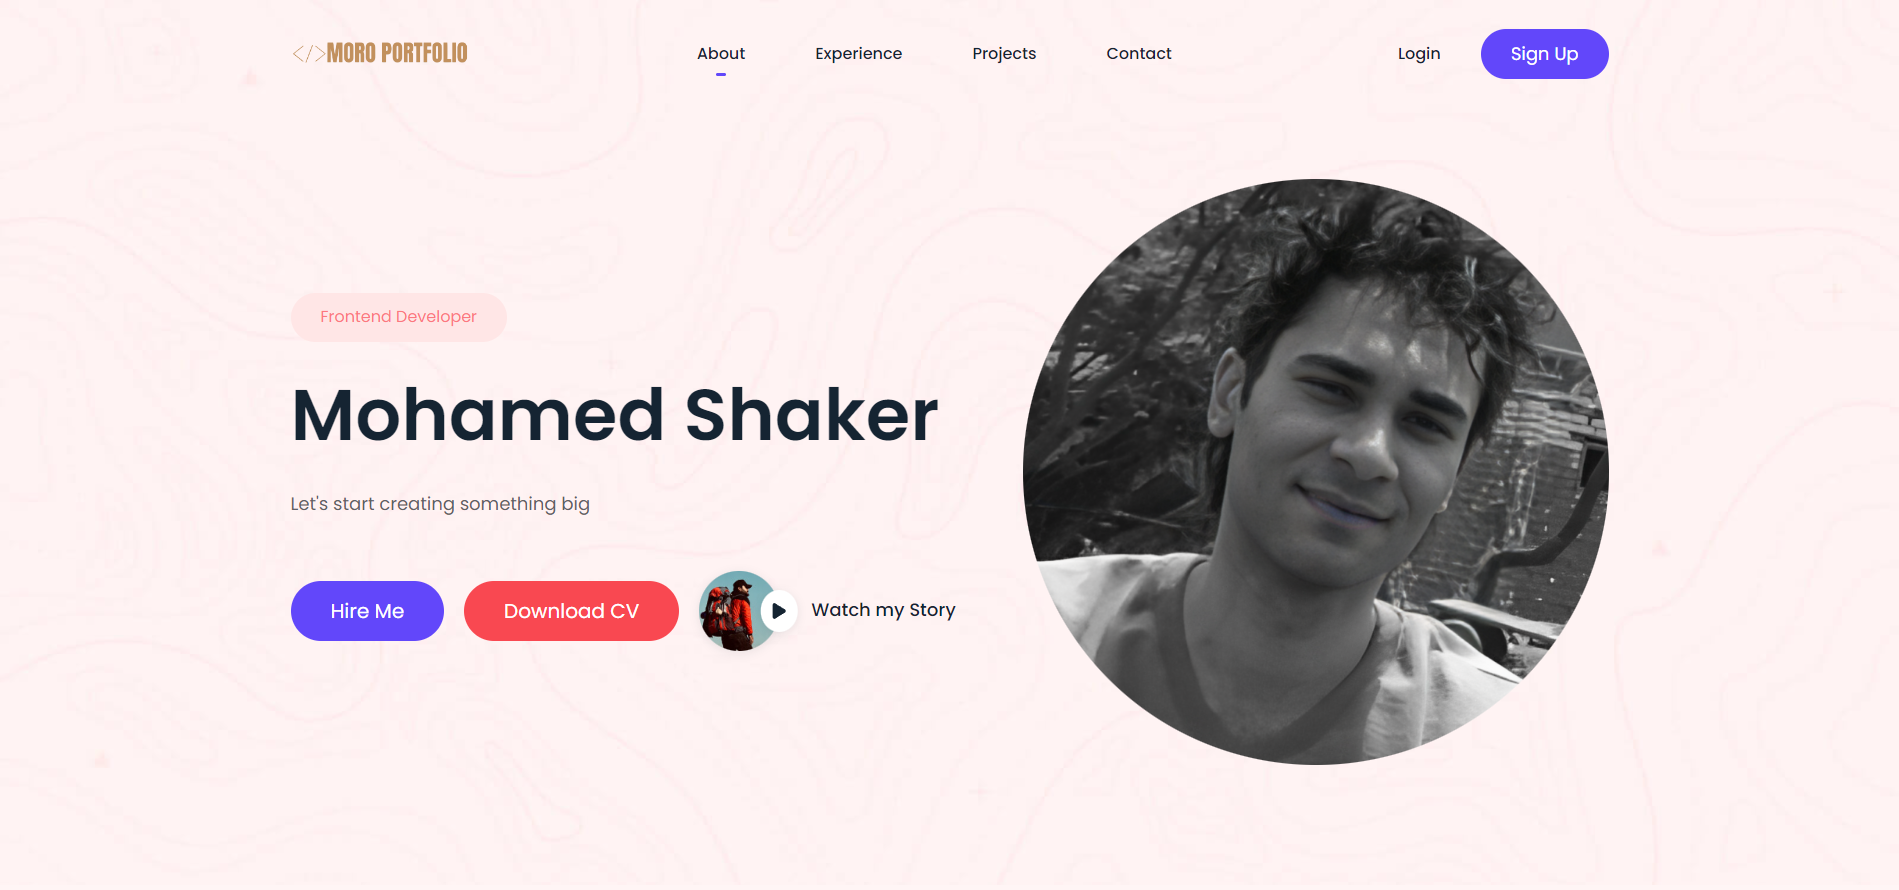 </>MORO PORTFOLIO
About
Experience
Projects
Contact
Login
Sign Up
Frontend Developer
Mohamed Shaker
Let's start creating something big
Hire Me
Download CV
Watch my Story